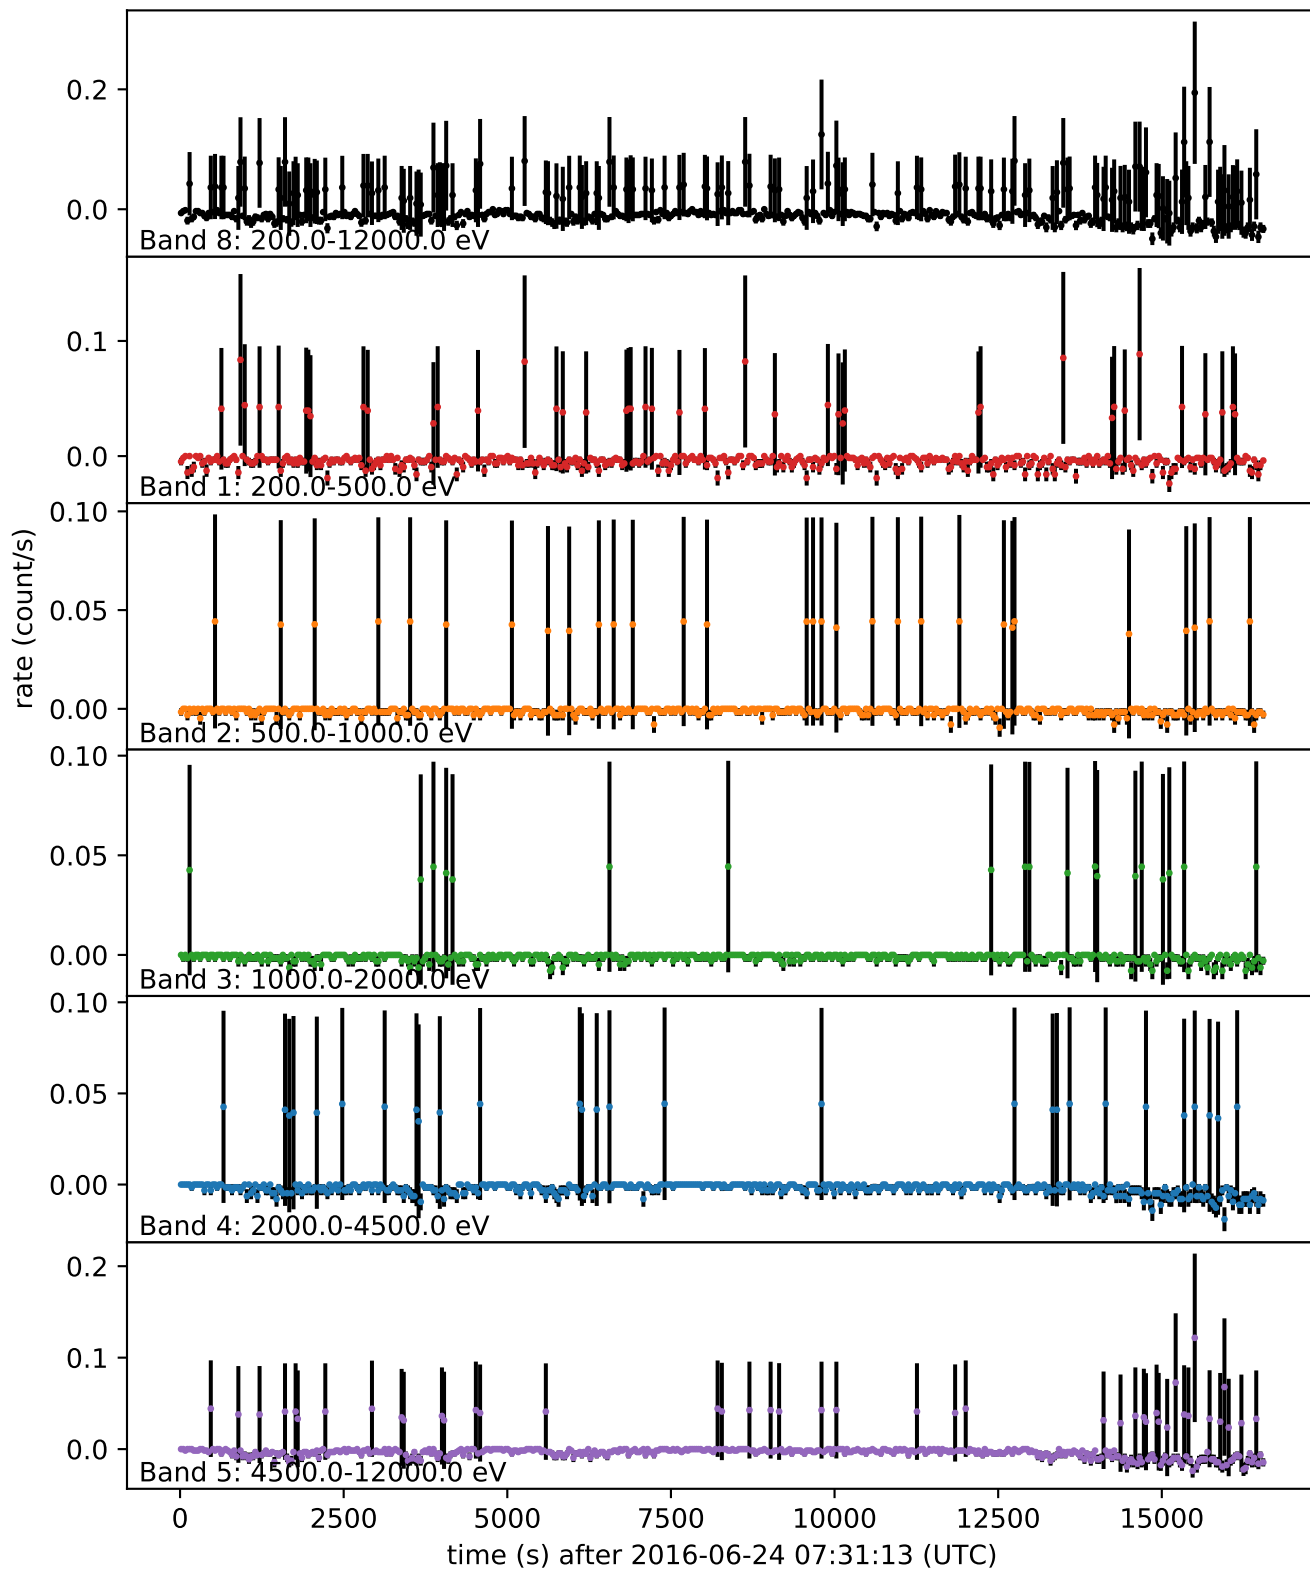 0.2
0.0
Band 8: 200.0-12000.0 eV
0.1
0.0
Band 1: 200.0-500.0 eV
0.10
0.05
0.00
Band 2: 500.0-1000.0 eV
rate (count/s)
0.10
0.05
0.00
Band 3: 1000.0-2000.0 eV
0.10
0.05
0.00
Band 4: 2000.0-4500.0 eV
0.2
0.1
0.0
Band 5: 4500.0-12000.0 eV
0 2500 5000 7500 10000 12500 15000
time (s) after 2016-06-24 07:31:13 (UTC)